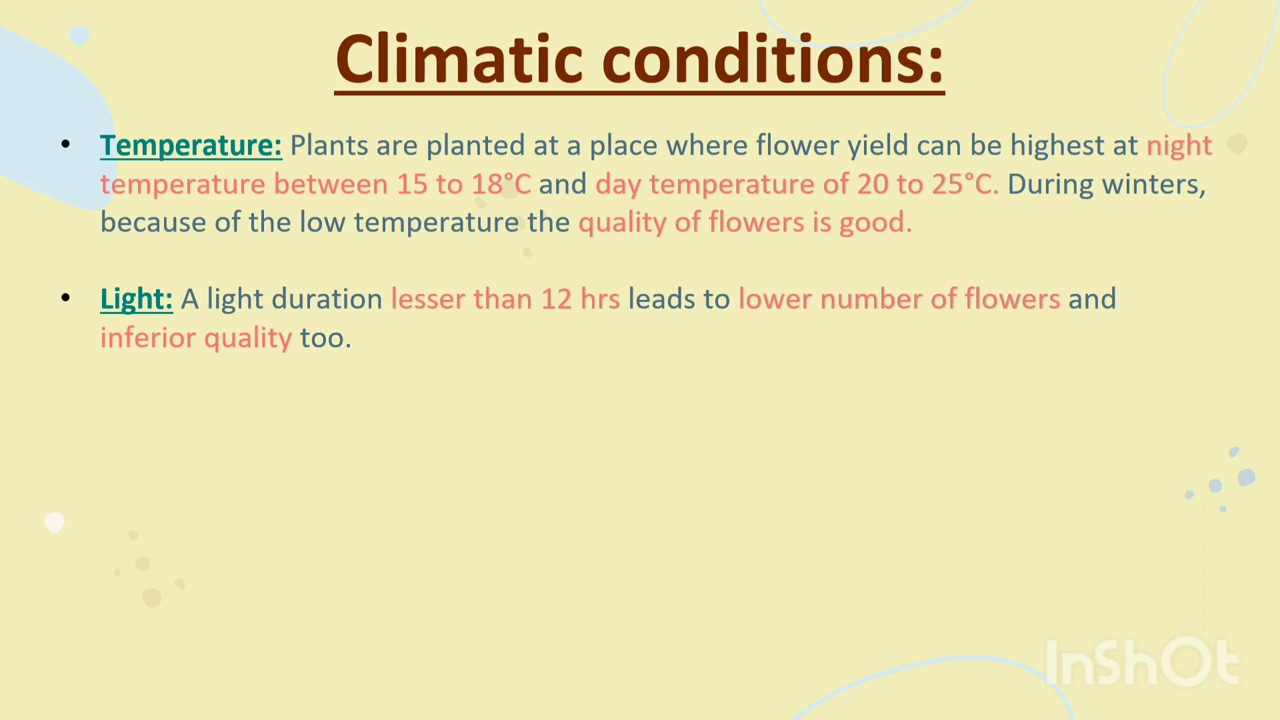 Climatic conditions:
• Temperature: Plants are planted at a place where flower yield can be highest at night
temperature between 15 to 18°C and day temperature of 20 to 25°C. During winters,
because of the low temperature the quality of flowers is good.
• Light: A light duration lesser than 12 hrs leads to lower number of flowers and
inferior quality too.
InShOt